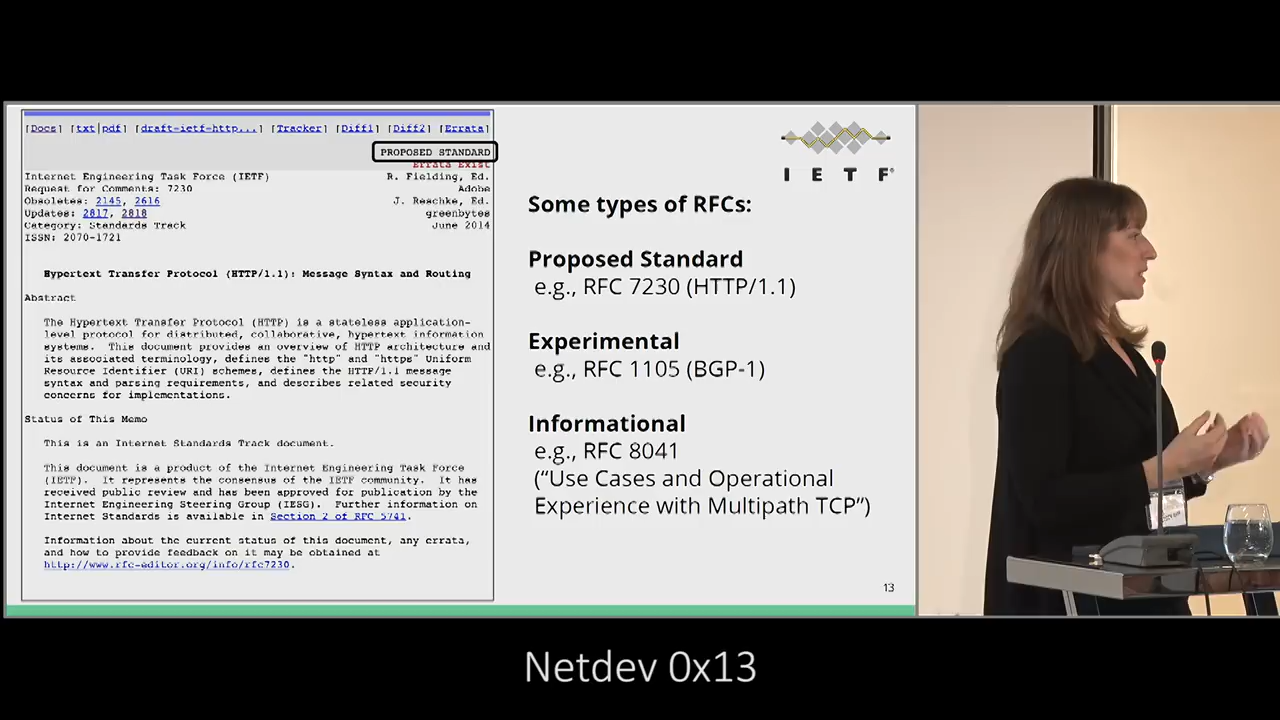 [Docs] [txt|pdf] [draft-ietf-http...] [Tracker] [Diff1] [Diff2] [Errata]
PROPOSED STANDARD
Errata Exist
Internet Engineering Task Force (IETF) R. Fielding, Ed.
Request for Comments: 7230 Adobe
Obsoletes: 2145, 2616 J. Reschke, Ed.
Updates: 2817, 2818 greenbytes
Category: Standards Track June 2014
ISSN: 2070-1721
Hypertext Transfer Protocol (HTTP/1.1): Message Syntax and Routing
Abstract
The Hypertext Transfer Protocol (HTTP) is a stateless application-
level protocol for distributed, collaborative, hypertext information
systems. This document provides an overview of HTTP architecture and
its associated terminology, defines the "http" and "https" Uniform
Resource Identifier (URI) schemes, defines the HTTP/1.1 message
syntax and parsing requirements, and describes related security
concerns for implementations.
Status of This Memo
This is an Internet Standards Track document.
This document is a product of the Internet Engineering Task Force
(IETF). It represents the consensus of the IETF community. It has
received public review and has been approved for publication by the
Internet Engineering Steering Group (IESG). Further information on
Internet Standards is available in Section 2 of RFC 5741.
Information about the current status of this document, any errata,
and how to provide feedback on it may be obtained at
http://www.rfc-editor.org/info/rfc7230.
I E T F®
Some types of RFCs:
Proposed Standard
e.g., RFC 7230 (HTTP/1.1)
Experimental
e.g., RFC 1105 (BGP-1)
Informational
e.g., RFC 8041
(“Use Cases and Operational
Experience with Multipath TCP”)
13
Netdev 0x13